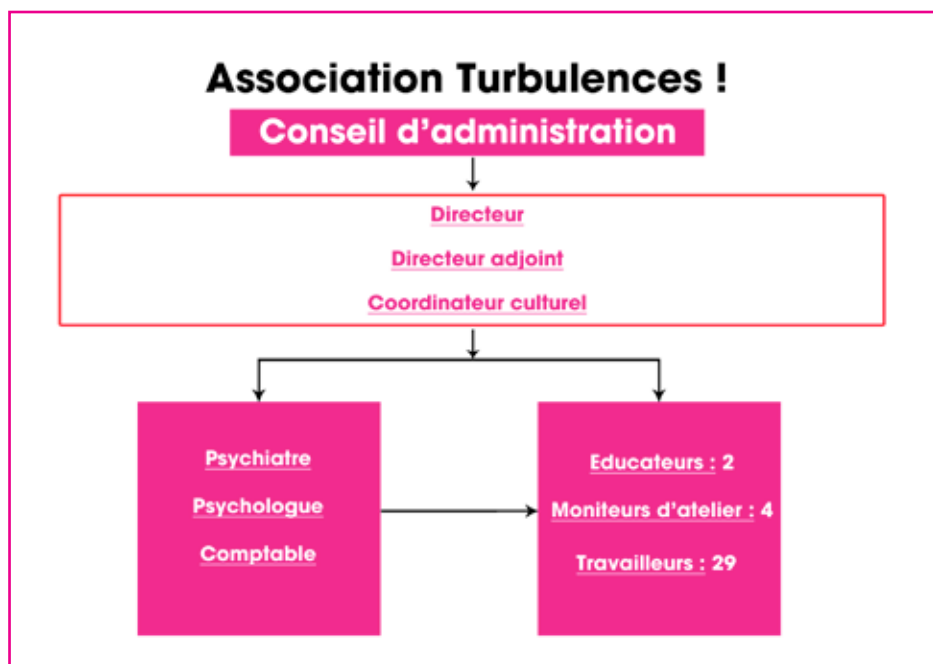 Association Turbulences !
Conseil d’administration
Directeur
Directeur adjoint
Coordinateur culturel
Psychiatre
Psychologue
Comptable
Educateurs : 2
Moniteurs d’atelier : 4
Travailleurs : 29